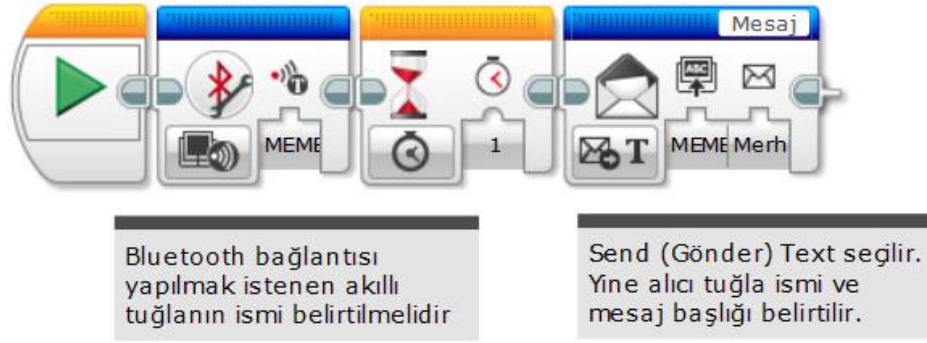 Mesaj
MEME
1
MEME Merh
T
Bluetooth bağlantısı
yapılmak istenen akıllı
tuğlanın ismi belirtilmelidir
Send (Gönder) Text seçilir.
Yine alıcı tuğla ismi ve
mesaj başlığı belirtilir.